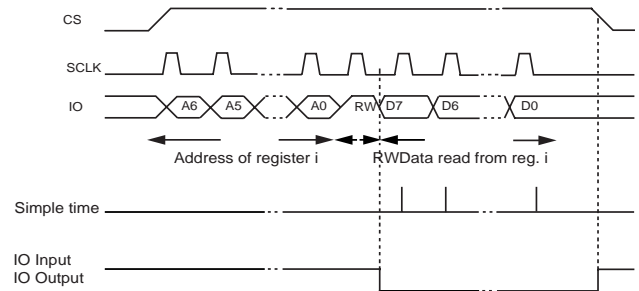 CS
SCLK
IO A6 A5 A0 RW D7 D6 D0
Address of register i RWData read from reg. i
Simple time
IO Input
IO Output